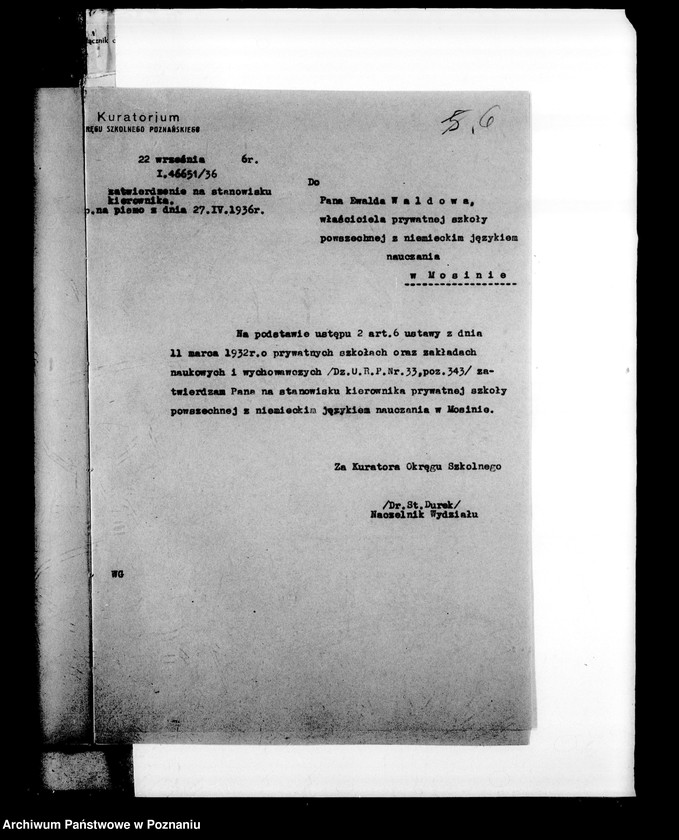 łącznik
Kuratorium
RĘGU SZKOLNEGO POZNAŃSKIEGO
5, 6
22 września 6r.
I.46651/36
zatwierdzenie na stanowisku
kierownika.
p.na pismo z dnia 27.IV.1936r.
Do
Pana Ewalda W a l d o w a,
właściciela prywatnej szkoły
powszechnej z niemieckim językiem
nauczania
w M o s i n i e
Na podstawie ustępu 2 art.6 ustawy z dnia
11 marca 1932r.o prywatnych szkołach oraz zakładach
naukowych i wychowawczych /Dz.U.R.P.Nr.33,poz.343/ za-
twierdzam Pana na stanowisku kierownika prywatnej szkoły
powszechnej z niemieckim językiem nauczania w Mosinie.
Za Kuratora Okręgu Szkolnego
/Dr.St.Durek/
Naczelnik Wydziału
WG
Archiwum Państwowe w Poznaniu